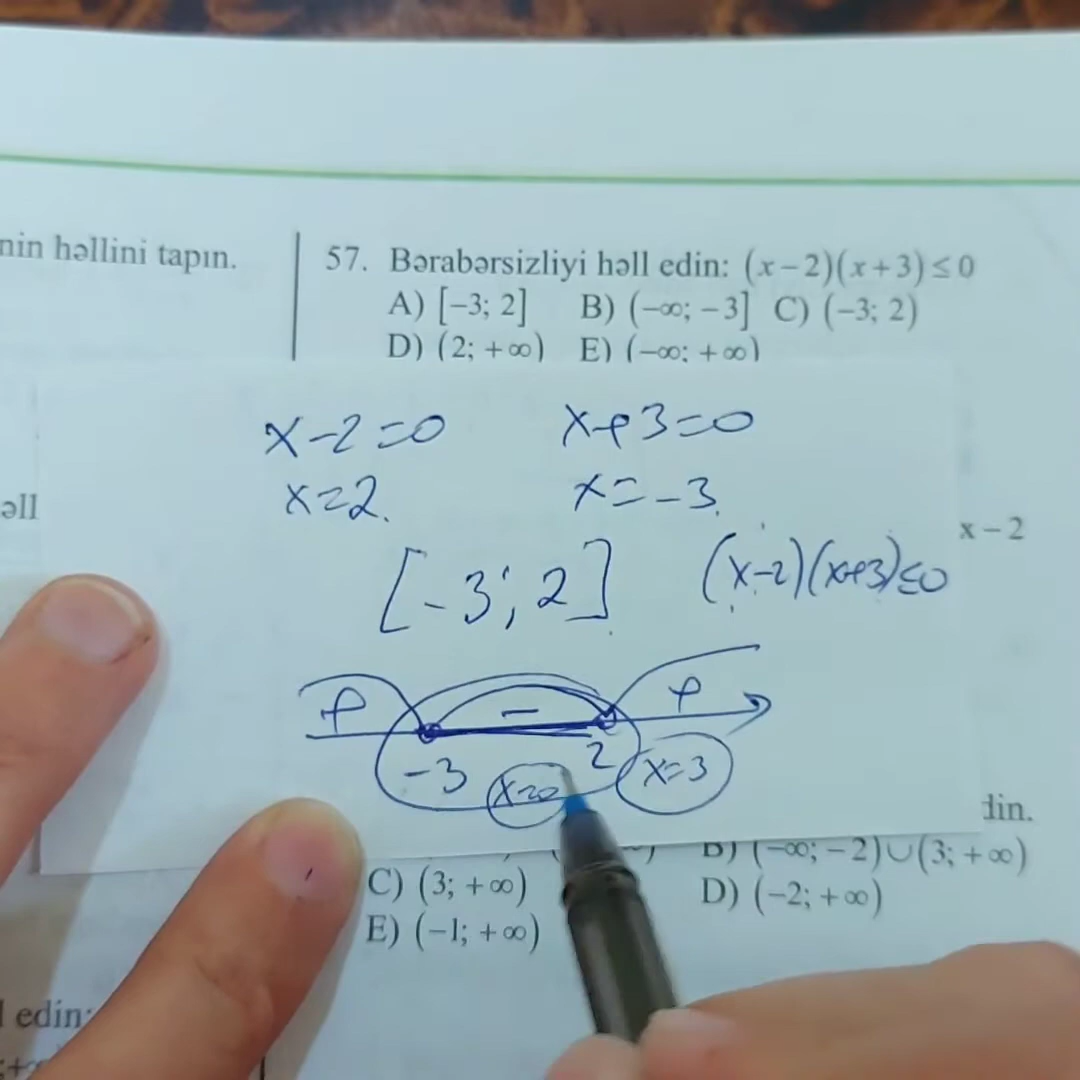 nin həllini tapın.
57. Bərabərsizliyi həll edin: (x−2)(x+3)≤0
A) [−3; 2] B) (−∞; −3] C) (−3; 2)
D) (2; +∞) E) (−∞; +∞)
x−2=0 x+3=0
x=2. x=−3.
əll
x−2
[−3; 2] (x−2)(x+3)≤0
+ − +
−3 2
x=0 x=3
din.
B) (−∞; −2)∪(3; +∞)
C) (3; +∞) D) (−2; +∞)
E) (−1; +∞)
edin: